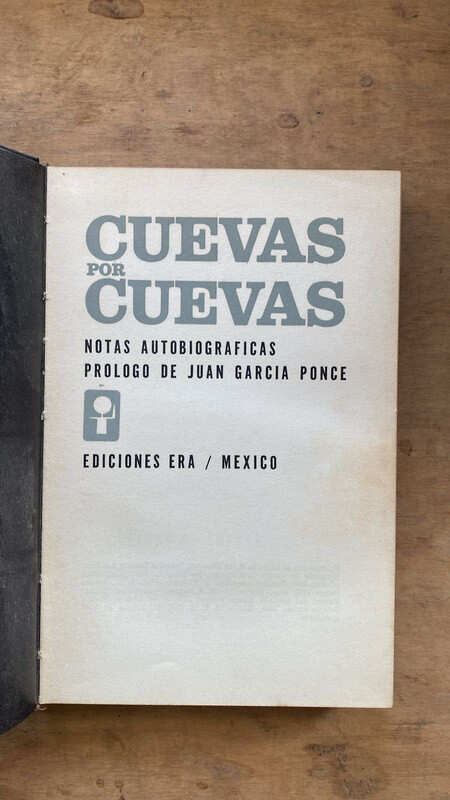 CUEVAS
POR
CUEVAS
NOTAS AUTOBIOGRAFICAS
PROLOGO DE JUAN GARCIA PONCE
EDICIONES ERA / MEXICO